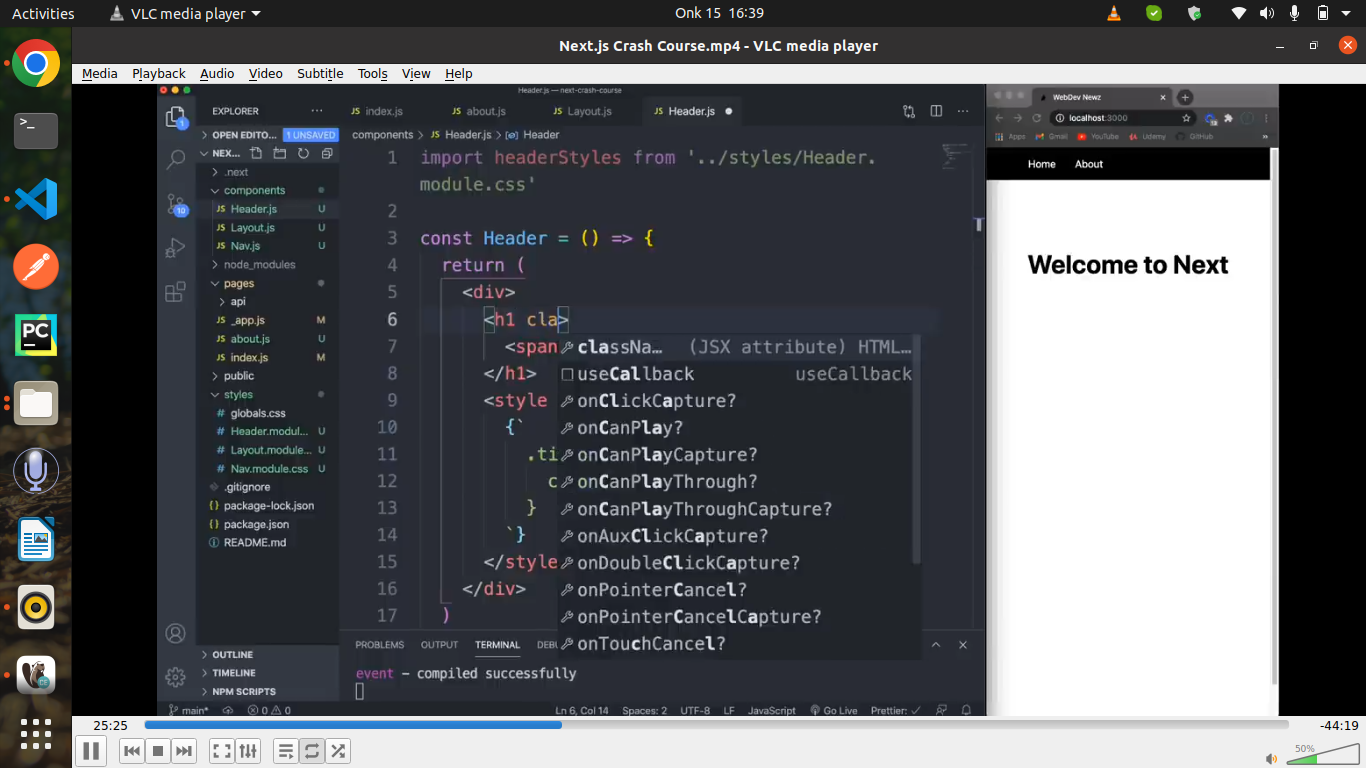 Activities
VLC media player
Onk 15 16:39
Next.js Crash Course.mp4 - VLC media player
Media Playback Audio Video Subtitle Tools View Help
Header.js — next-crash-course
EXPLORER
OPEN EDITO... 1 UNSAVED
NEX...
.next
components
Header.js U
Layout.js U
Nav.js U
node_modules
pages
api
_app.js M
about.js U
index.js M
public
styles
globals.css
Header.modul... U
Layout.module... U
Nav.module.css U
.gitignore
package-lock.json
package.json
README.md
OUTLINE
TIMELINE
NPM SCRIPTS
JS index.js JS about.js JS Layout.js JS Header.js
components > JS Header.js > Header
1 import headerStyles from '../styles/Header.
module.css'
2
3 const Header = () => {
4 return (
5 <div>
6 <h1 cla>
7 <span
8 </h1>
9 <style
10 {`
11 .ti
12 c
13 }
14 `}
15 </style
16 </div>
17 )
classNa… (JSX attribute) HTML…
useCallback useCallback
onClickCapture?
onCanPlay?
onCanPlayCapture?
onCanPlayThrough?
onCanPlayThroughCapture?
onAuxClickCapture?
onDoubleClickCapture?
onPointerCancel?
onPointerCancelCapture?
onTouchCancel?
PROBLEMS OUTPUT TERMINAL DEBU
event – compiled successfully
main* 0 0 Ln 6, Col 14 Spaces: 2 UTF-8 LF JavaScript Go Live Prettier: ✓
WebDev Newz
localhost:3000
Apps Gmail YouTube Udemy GitHub
Home About
Welcome to Next
25:25 -44:19
50%